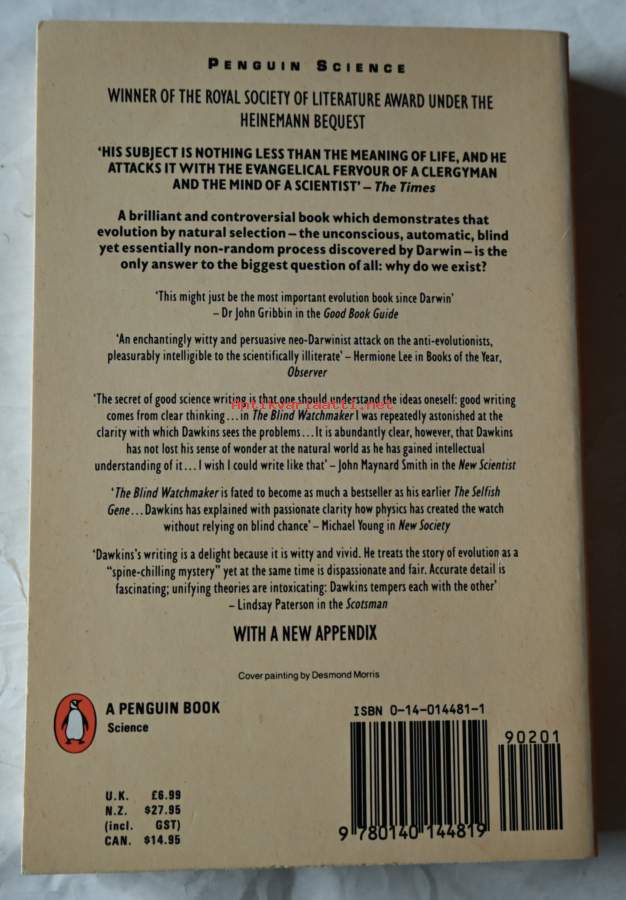 PENGUIN SCIENCE
WINNER OF THE ROYAL SOCIETY OF LITERATURE AWARD UNDER THE
HEINEMANN BEQUEST
‘HIS SUBJECT IS NOTHING LESS THAN THE MEANING OF LIFE, AND HE
ATTACKS IT WITH THE EVANGELICAL FERVOUR OF A CLERGYMAN
AND THE MIND OF A SCIENTIST’ – The Times
A brilliant and controversial book which demonstrates that
evolution by natural selection – the unconscious, automatic, blind
yet essentially non-random process discovered by Darwin – is the
only answer to the biggest question of all: why do we exist?
‘This might just be the most important evolution book since Darwin’
– Dr John Gribbin in the Good Book Guide
‘An enchantingly witty and persuasive neo-Darwinist attack on the anti-evolutionists,
pleasurably intelligible to the scientifically illiterate’ – Hermione Lee in Books of the Year,
Observer
‘The secret of good science writing is that one should understand the ideas oneself: good writing
Antikvariaatti.net
comes from clear thinking… in The Blind Watchmaker I was repeatedly astonished at the
clarity with which Dawkins sees the problems… It is abundantly clear, however, that Dawkins
has not lost his sense of wonder at the natural world as he has gained intellectual
understanding of it… I wish I could write like that’ – John Maynard Smith in the New Scientist
‘The Blind Watchmaker is fated to become as much a bestseller as his earlier The Selfish
Gene… Dawkins has explained with passionate clarity how physics has created the watch
without relying on blind chance’ – Michael Young in New Society
‘Dawkins’s writing is a delight because it is witty and vivid. He treats the story of evolution as a
“spine-chilling mystery” yet at the same time is dispassionate and fair. Accurate detail is
fascinating; unifying theories are intoxicating: Dawkins tempers each with the other’
– Lindsay Paterson in the Scotsman
WITH A NEW APPENDIX
Cover painting by Desmond Morris
A PENGUIN BOOK
Science
ISBN 0-14-014481-1
90201
9 780140 144819
U.K. £6.99
N.Z. $27.95
(incl. GST)
CAN. $14.95